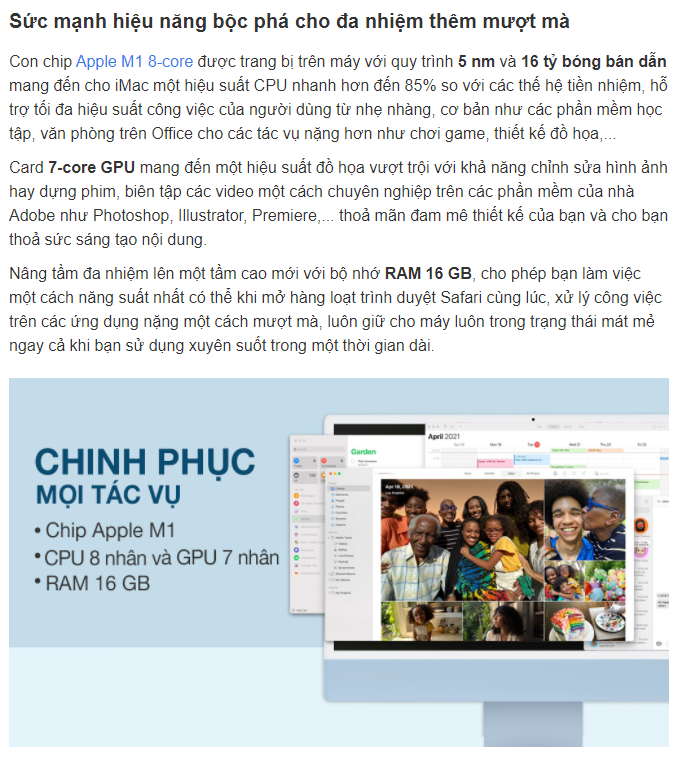 Sức mạnh hiệu năng bộc phá cho đa nhiệm thêm mượt mà
Con chip Apple M1 8-core được trang bị trên máy với quy trình 5 nm và 16 tỷ bóng bán dẫn
mang đến cho iMac một hiệu suất CPU nhanh hơn đến 85% so với các thế hệ tiền nhiệm, hỗ
trợ tối đa hiệu suất công việc của người dùng từ nhẹ nhàng, cơ bản như các phần mềm học
tập, văn phòng trên Office cho các tác vụ nặng hơn như chơi game, thiết kế đồ họa,...
Card 7-core GPU mang đến một hiệu suất đồ họa vượt trội với khả năng chỉnh sửa hình ảnh
hay dựng phim, biên tập các video một cách chuyên nghiệp trên các phần mềm của nhà
Adobe như Photoshop, Illustrator, Premiere,... thoả mãn đam mê thiết kế của bạn và cho bạn
thoả sức sáng tạo nội dung.
Nâng tầm đa nhiệm lên một tầm cao mới với bộ nhớ RAM 16 GB, cho phép bạn làm việc
một cách năng suất nhất có thể khi mở hàng loạt trình duyệt Safari cùng lúc, xử lý công việc
trên các ứng dụng nặng một cách mượt mà, luôn giữ cho máy luôn trong trạng thái mát mẻ
ngay cả khi bạn sử dụng xuyên suốt trong một thời gian dài.
CHINH PHỤC
MỌI TÁC VỤ
• Chip Apple M1
• CPU 8 nhân và GPU 7 nhân
• RAM 16 GB
Garden
April 2021
Apr 18, 2021